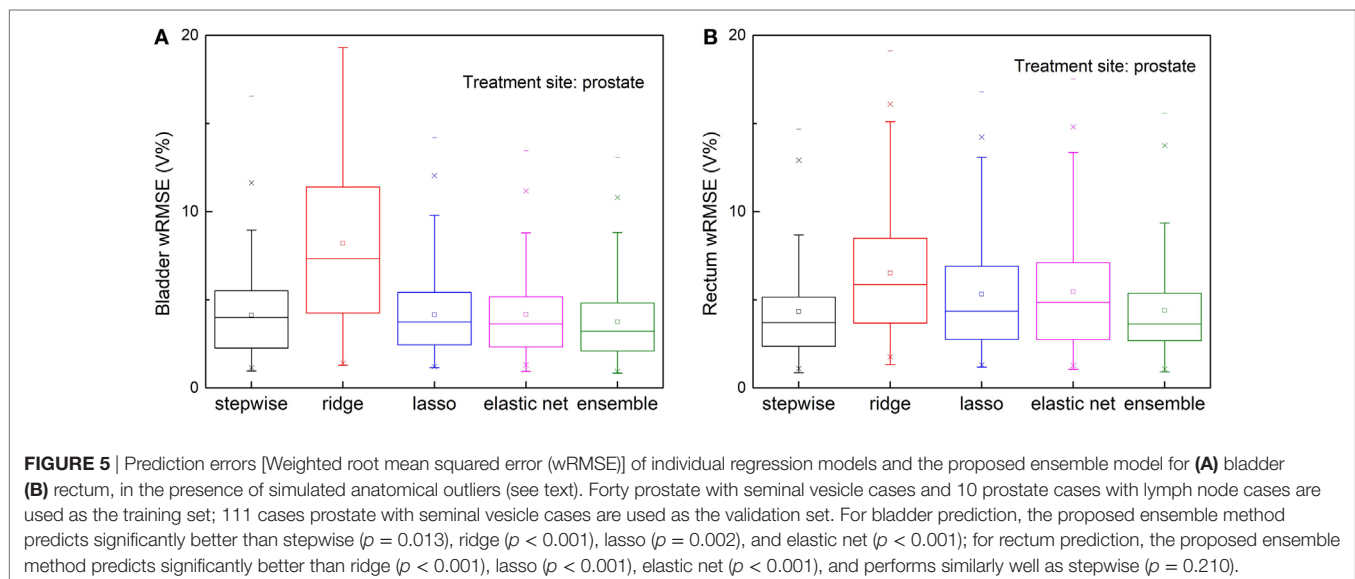 A
20
10
0
Bladder wRMSE (V%)
Treatment site: prostate
stepwise ridge lasso elastic net ensemble
B
20
10
0
Rectum wRMSE (V%)
Treatment site: prostate
stepwise ridge lasso elastic net ensemble
FIGURE 5 | Prediction errors [Weighted root mean squared error (wRMSE)] of individual regression models and the proposed ensemble model for (A) bladder
(B) rectum, in the presence of simulated anatomical outliers (see text). Forty prostate with seminal vesicle cases and 10 prostate cases with lymph node cases are
used as the training set; 111 cases prostate with seminal vesicle cases are used as the validation set. For bladder prediction, the proposed ensemble method
predicts significantly better than stepwise (p = 0.013), ridge (p < 0.001), lasso (p = 0.002), and elastic net (p < 0.001); for rectum prediction, the proposed ensemble
method predicts significantly better than ridge (p < 0.001), lasso (p < 0.001), elastic net (p < 0.001), and performs similarly well as stepwise (p = 0.210).